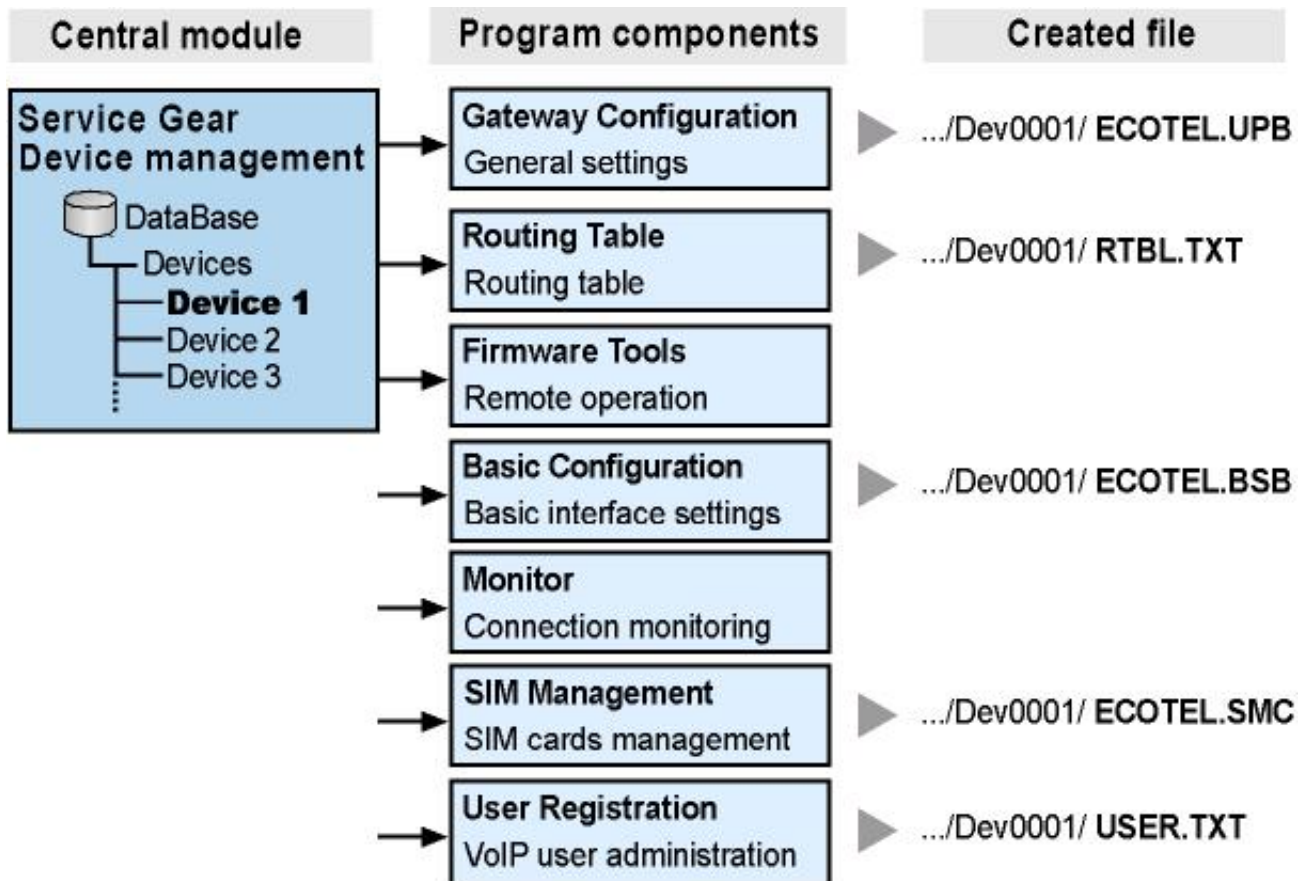 Central module
Program components
Created file
Service Gear
Device management
DataBase
Devices
Device 1
Device 2
Device 3
Gateway Configuration
General settings
.../Dev0001/ ECOTEL.UPB
Routing Table
Routing table
.../Dev0001/ RTBL.TXT
Firmware Tools
Remote operation
Basic Configuration
Basic interface settings
.../Dev0001/ ECOTEL.BSB
Monitor
Connection monitoring
SIM Management
SIM cards management
.../Dev0001/ ECOTEL.SMC
User Registration
VoIP user administration
.../Dev0001/ USER.TXT